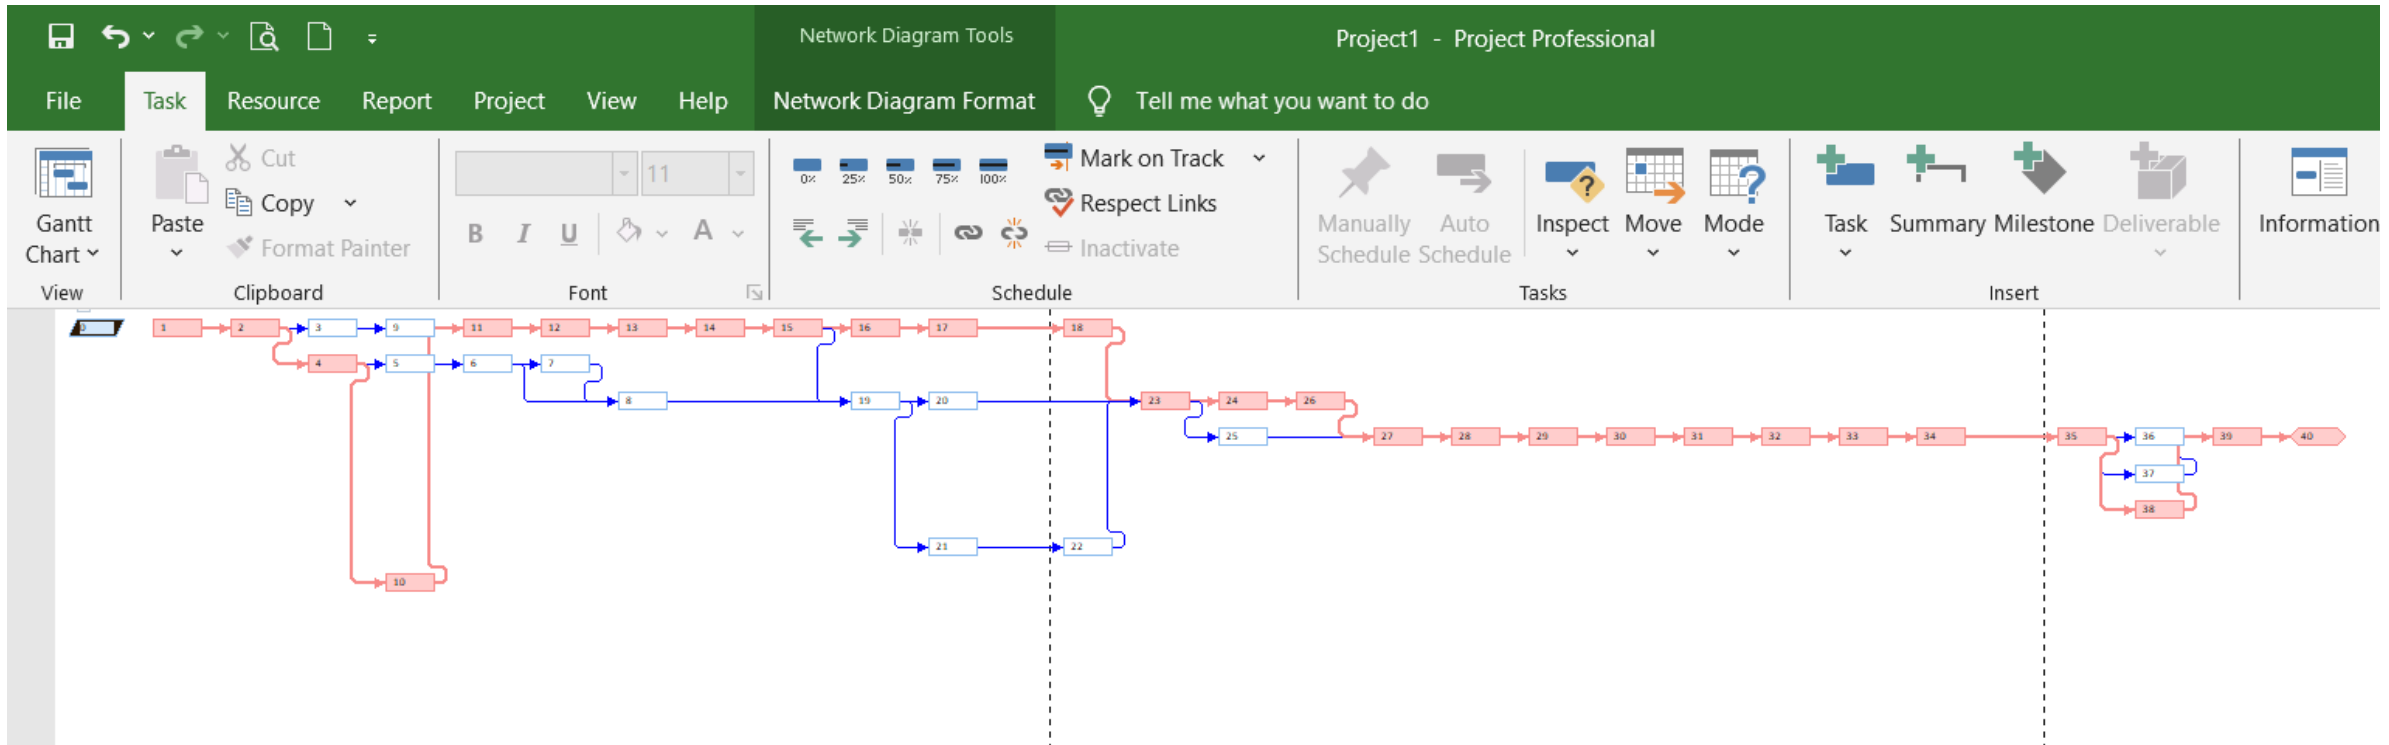 Network Diagram Tools
Project1 - Project Professional
File Task Resource Report Project View Help Network Diagram Format Tell me what you want to do
Gantt Chart
View
Paste
Cut
Copy
Format Painter
Clipboard
11
B I U A
Font
0% 25% 50% 75% 100%
Mark on Track
Respect Links
Inactivate
Schedule
Manually Schedule
Auto Schedule
Inspect
Move
Mode
Tasks
Task
Summary
Milestone
Deliverable
Insert
Information
0 1 2 3 9 11 12 13 14 15 16 17 18
4 5 6 7
8 19 20 23 24 26
25 27 28 29 30 31 32 33 34 35 36 39 40
37
38
21 22
10